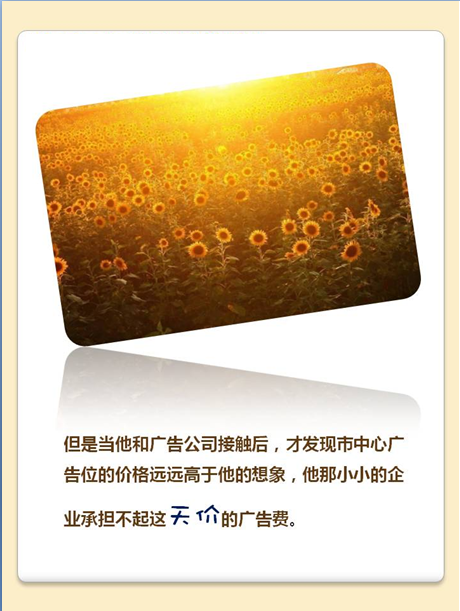 但是当他和广告公司接触后，才发现市中心广
告位的价格远远高于他的想象，他那小小的企
业承担不起这天价的广告费。